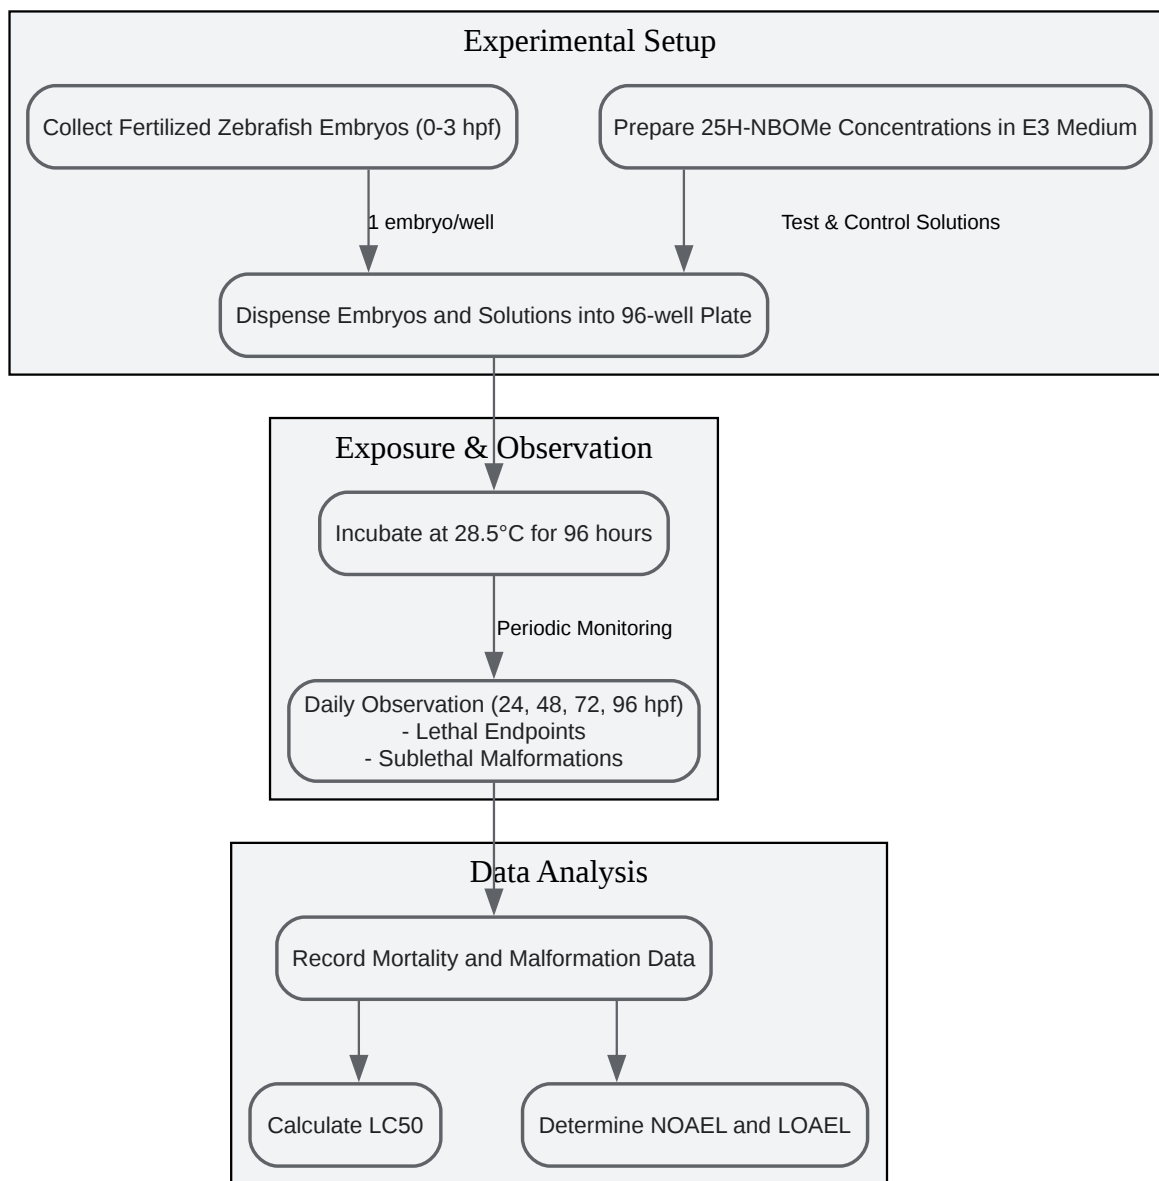 Experimental Setup
Collect Fertilized Zebrafish Embryos (0-3 hpf)
Prepare 25H-NBOMe Concentrations in E3 Medium
1 embryo/well
Test & Control Solutions
Dispense Embryos and Solutions into 96-well Plate
Exposure & Observation
Incubate at 28.5°C for 96 hours
Periodic Monitoring
Daily Observation (24, 48, 72, 96 hpf)
- Lethal Endpoints
- Sublethal Malformations
Data Analysis
Record Mortality and Malformation Data
Calculate LC50
Determine NOAEL and LOAEL